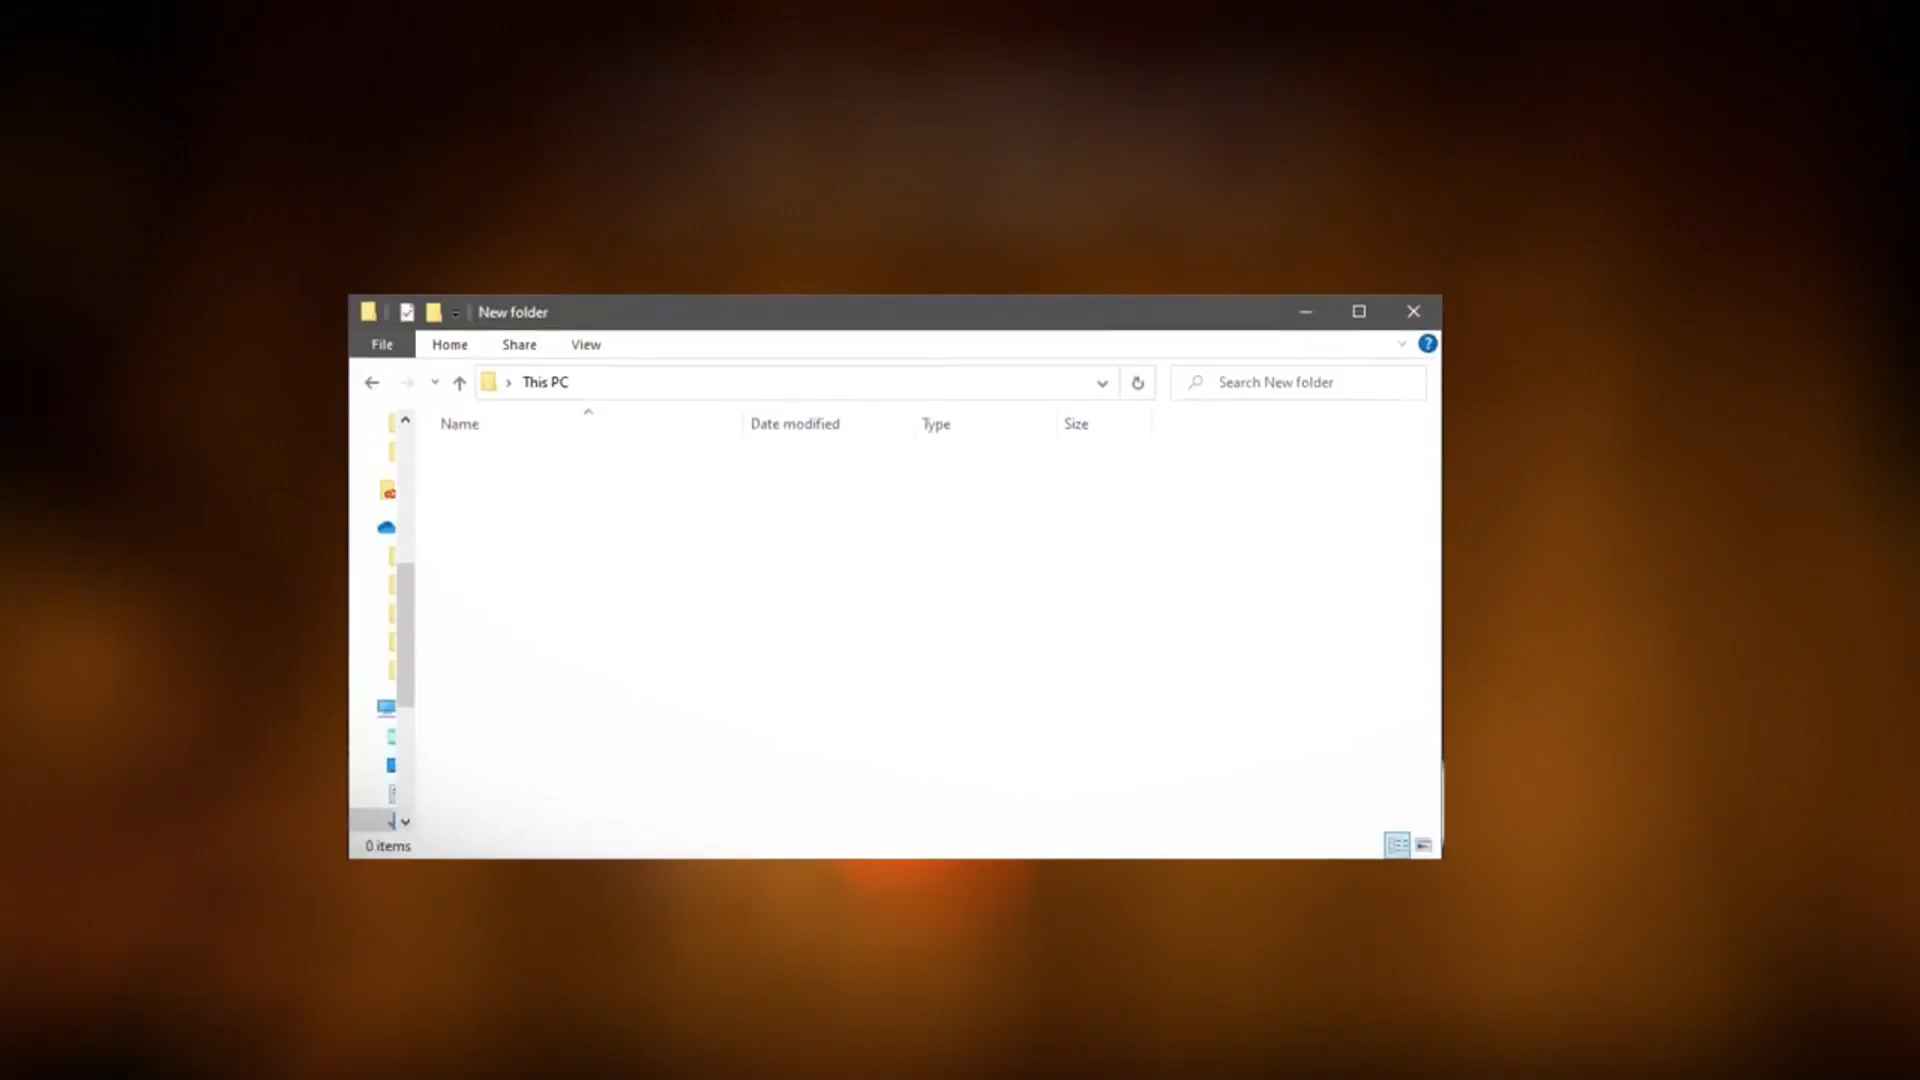 New folder
File Home Share View
This PC
Search New folder
Name Date modified Type Size
0 items